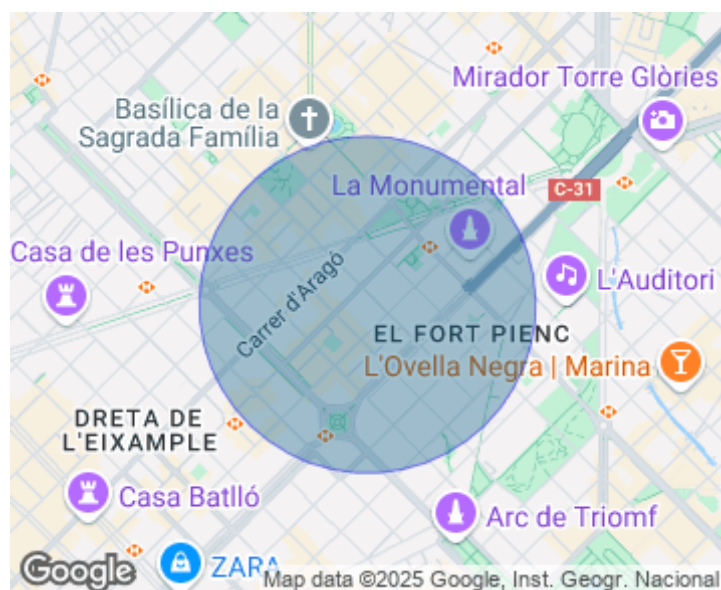 Mirador Torre Glòries
Basílica de la
Sagrada Família
La Monumental
C-31
Casa de les Punxes
Carrer d'Aragó
L'Auditori
EL FORT PIENC
L'Ovella Negra | Marina
DRETA DE
L'EIXAMPLE
Casa Batlló
Arc de Triomf
ZARA
Google
Map data ©2025 Google, Inst. Geogr. Nacional